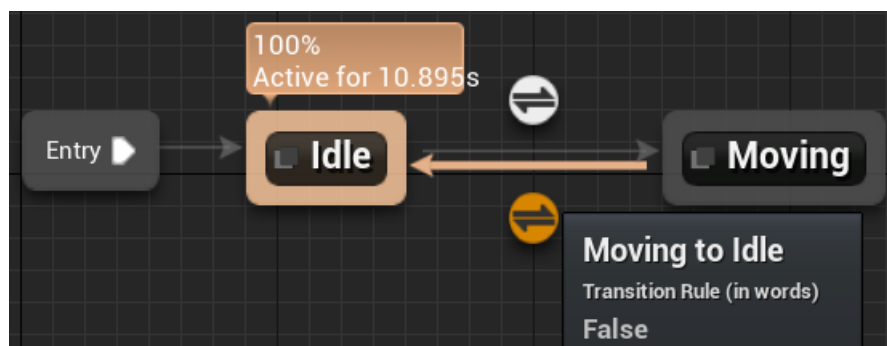 100%
Active for 10.895s
Entry
Idle
Moving
Moving to Idle
Transition Rule (in words)
False